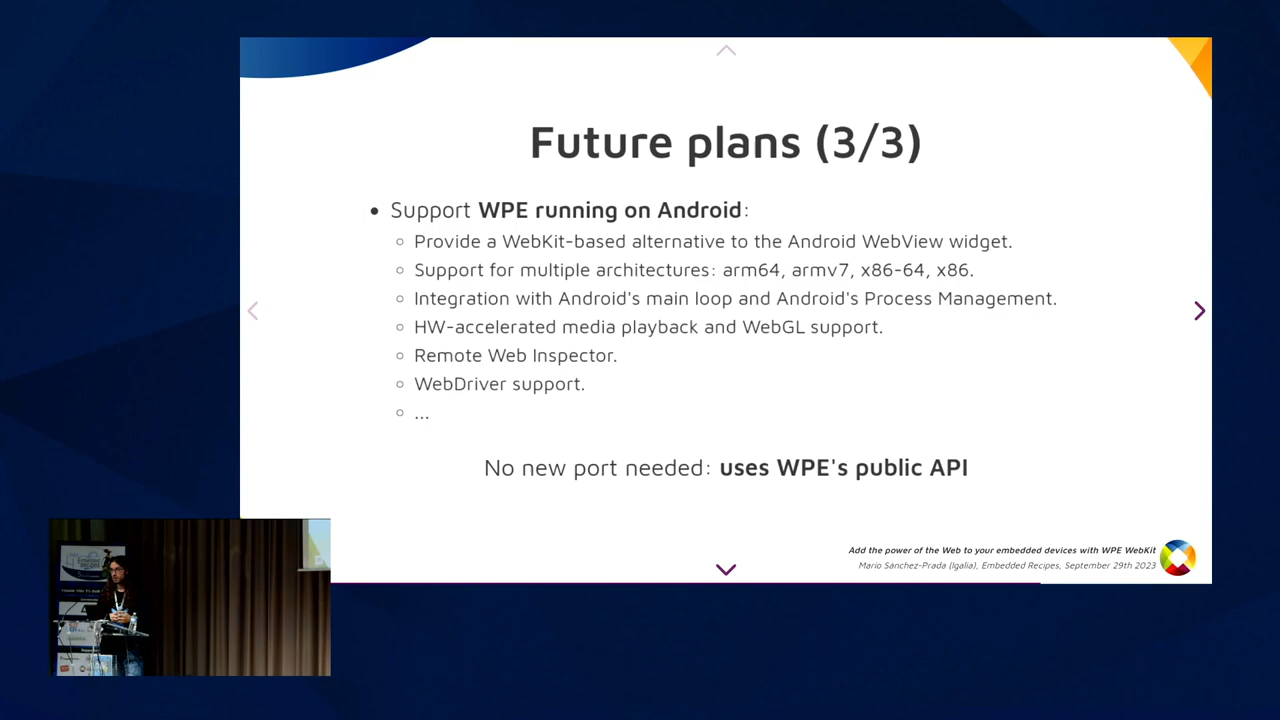 Future plans (3/3)
Support WPE running on Android:
Provide a WebKit-based alternative to the Android WebView widget.
Support for multiple architectures: arm64, armv7, x86-64, x86.
Integration with Android's main loop and Android's Process Management.
HW-accelerated media playback and WebGL support.
Remote Web Inspector.
WebDriver support.
...
No new port needed: uses WPE's public API
Add the power of the Web to your embedded devices with WPE WebKit
Mario Sánchez-Prada (Igalia), Embedded Recipes, September 29th 2023